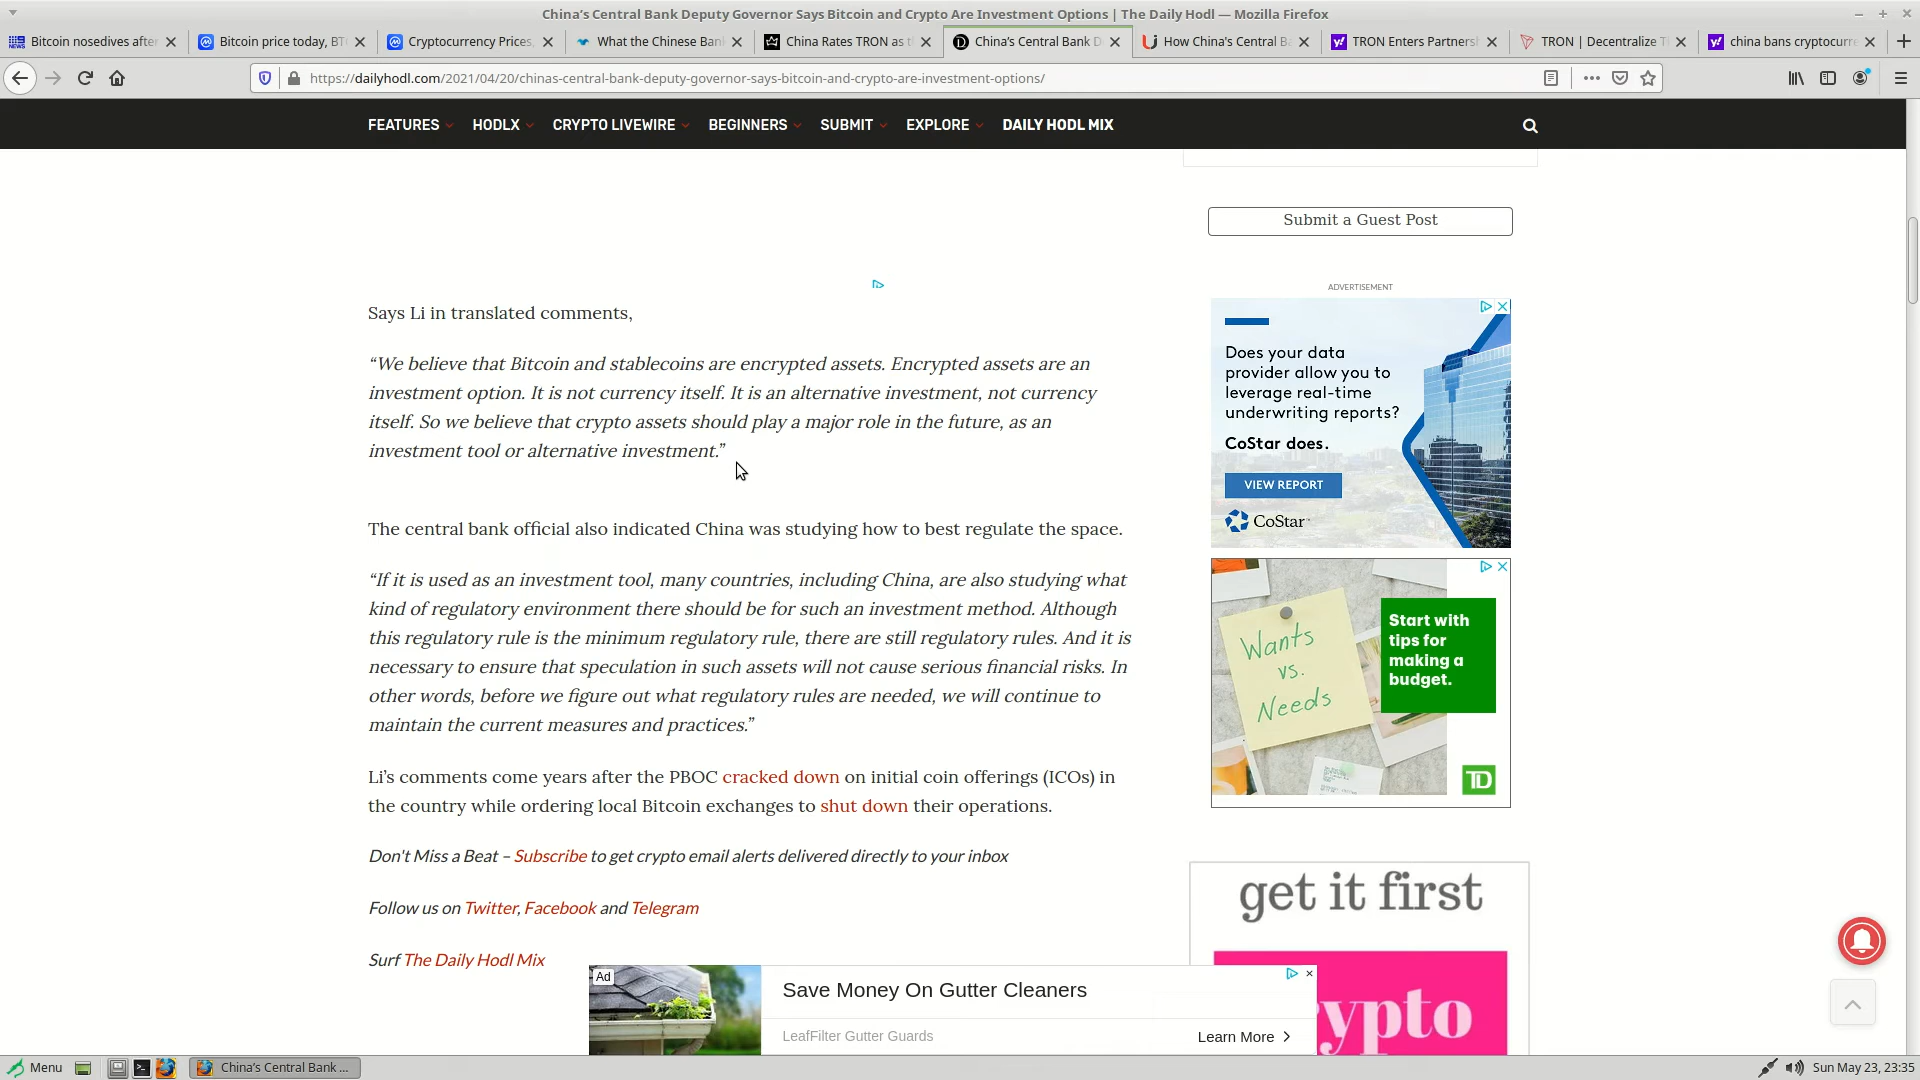 China's Central Bank Deputy Governor Says Bitcoin and Crypto Are Investment Options | The Daily Hodl — Mozilla Firefox
Bitcoin nosedives after
Bitcoin price today, BT
Cryptocurrency Prices,
What the Chinese Ban
China Rates TRON as t
China's Central Bank D
How China's Central B
TRON Enters Partners
TRON | Decentralize T
china bans cryptocurr
https://dailyhodl.com/2021/04/20/chinas-central-bank-deputy-governor-says-bitcoin-and-crypto-are-investment-options/
FEATURES HODLX CRYPTO LIVEWIRE BEGINNERS SUBMIT EXPLORE DAILY HODL MIX
Says Li in translated comments,
“We believe that Bitcoin and stablecoins are encrypted assets. Encrypted assets are an
investment option. It is not currency itself. It is an alternative investment, not currency
itself. So we believe that crypto assets should play a major role in the future, as an
investment tool or alternative investment.”
The central bank official also indicated China was studying how to best regulate the space.
“If it is used as an investment tool, many countries, including China, are also studying what
kind of regulatory environment there should be for such an investment method. Although
this regulatory rule is the minimum regulatory rule, there are still regulatory rules. And it is
necessary to ensure that speculation in such assets will not cause serious financial risks. In
other words, before we figure out what regulatory rules are needed, we will continue to
maintain the current measures and practices.”
Li’s comments come years after the PBOC cracked down on initial coin offerings (ICOs) in
the country while ordering local Bitcoin exchanges to shut down their operations.
Don't Miss a Beat – Subscribe to get crypto email alerts delivered directly to your inbox
Follow us on Twitter, Facebook and Telegram
Surf The Daily Hodl Mix
Submit a Guest Post
ADVERTISEMENT
Does your data
provider allow you to
leverage real-time
underwriting reports?
CoStar does.
VIEW REPORT
CoStar
Wants
vs.
Needs
Start with
tips for
making a
budget.
TD
get it first
crypto
Ad
Save Money On Gutter Cleaners
LeafFilter Gutter Guards
Learn More
Menu
China's Central Bank ...
Sun May 23, 23:35